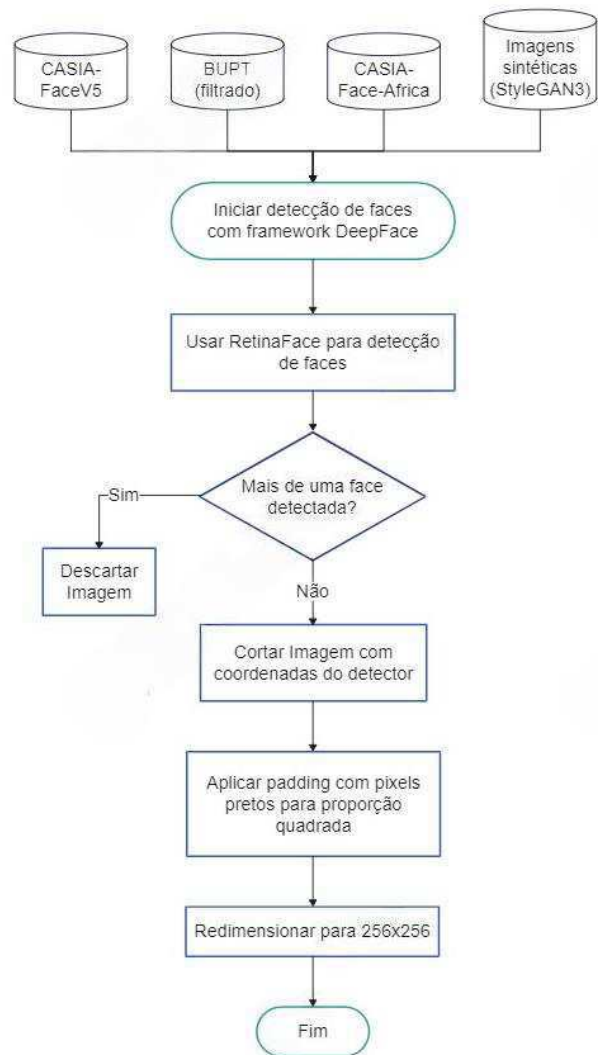 CASIA-
FaceV5
BUPT
(filtrado)
CASIA-
Face-Africa
Imagens
sintéticas
(StyleGAN3)
Iniciar detecção de faces
com framework DeepFace
Usar RetinaFace para detecção
de faces
Mais de uma face
detectada?
Sim
Descartar
Imagem
Não
Cortar Imagem com
coordenadas do detector
Aplicar padding com pixels
pretos para proporção
quadrada
Redimensionar para 256x256
Fim